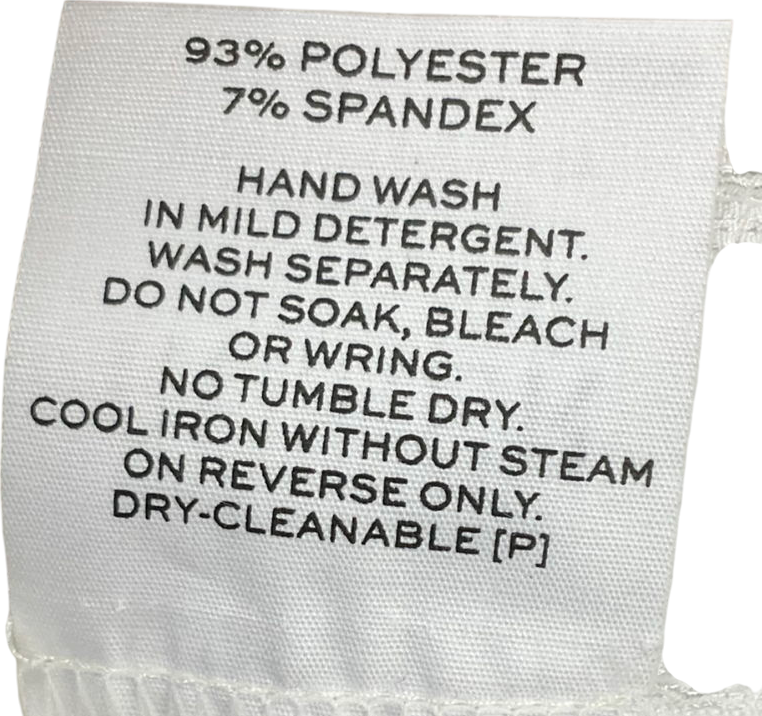 93% POLYESTER
7% SPANDEX
HAND WASH
IN MILD DETERGENT.
WASH SEPARATELY.
DO NOT SOAK, BLEACH
OR WRING.
NO TUMBLE DRY.
COOL IRON WITHOUT STEAM
ON REVERSE ONLY.
DRY-CLEANABLE [P]